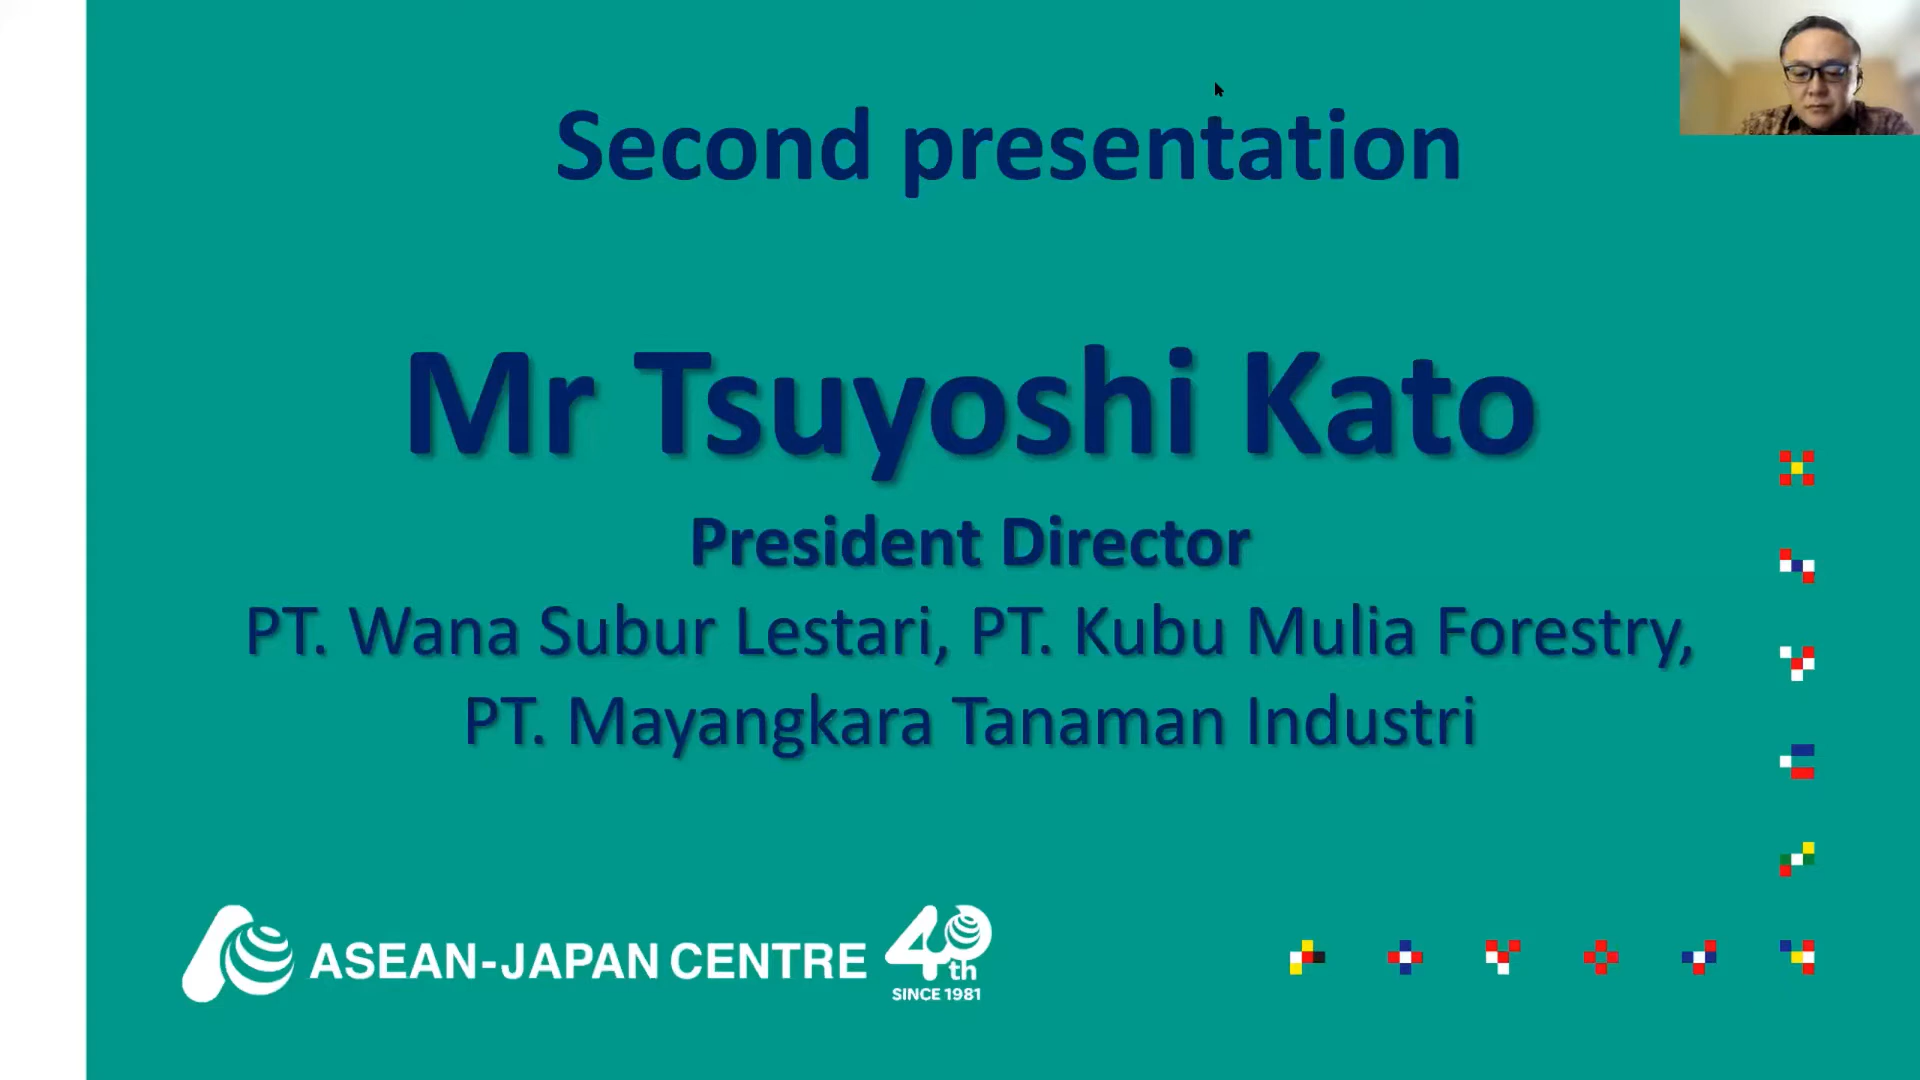 Second presentation
Mr Tsuyoshi Kato
President Director
PT. Wana Subur Lestari, PT. Kubu Mulia Forestry,
PT. Mayangkara Tanaman Industri
ASEAN-JAPAN CENTRE 40th
SINCE 1981